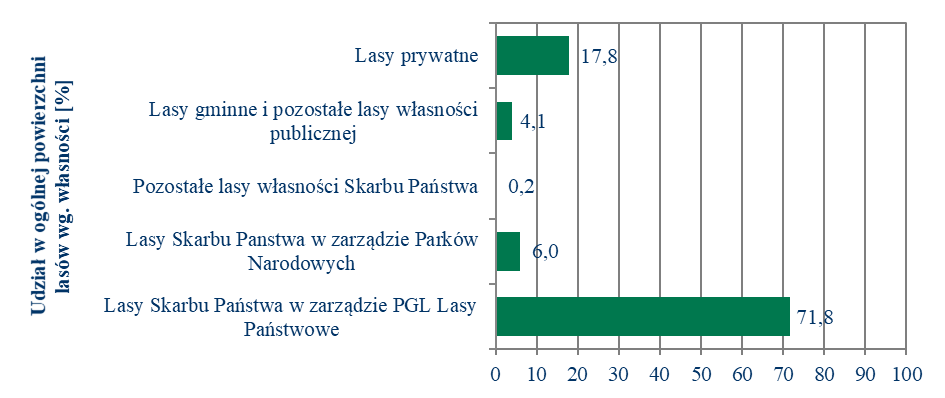 Udział w ogólnej powierzchni
lasów wg. własności [%]
Lasy prywatne
17,8
Lasy gminne i pozostałe lasy własności
publicznej
4,1
Pozostałe lasy własności Skarbu Państwa
0,2
Lasy Skarbu Panstwa w zarządzie Parków
Narodowych
6,0
Lasy Skarbu Państwa w zarządzie PGL Lasy
Państwowe
71,8
0 10 20 30 40 50 60 70 80 90 100